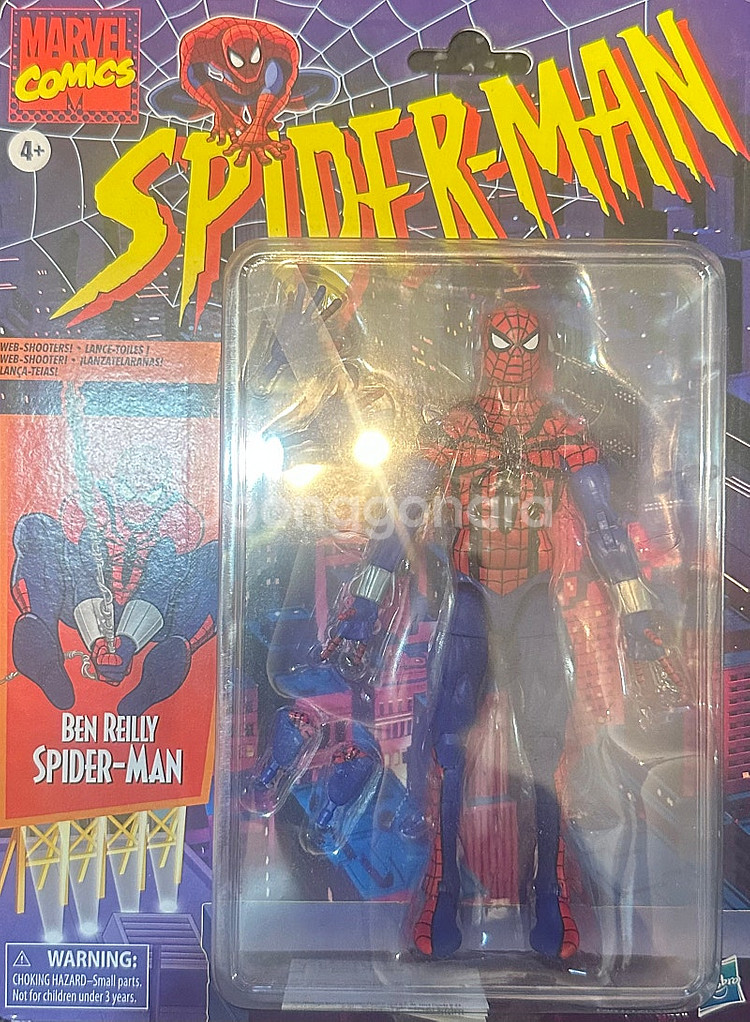 MARVEL
COMICS
M
4+
SPIDER-MAN
WEB-SHOOTERS! • LANCE-TOILES !
WEB-SHOOTER! • ¡LANZATELARAÑAS!
LANÇA-TEIAS!
BEN REILLY
SPIDER-MAN
WARNING:
CHOKING HAZARD–Small parts.
Not for children under 3 years.